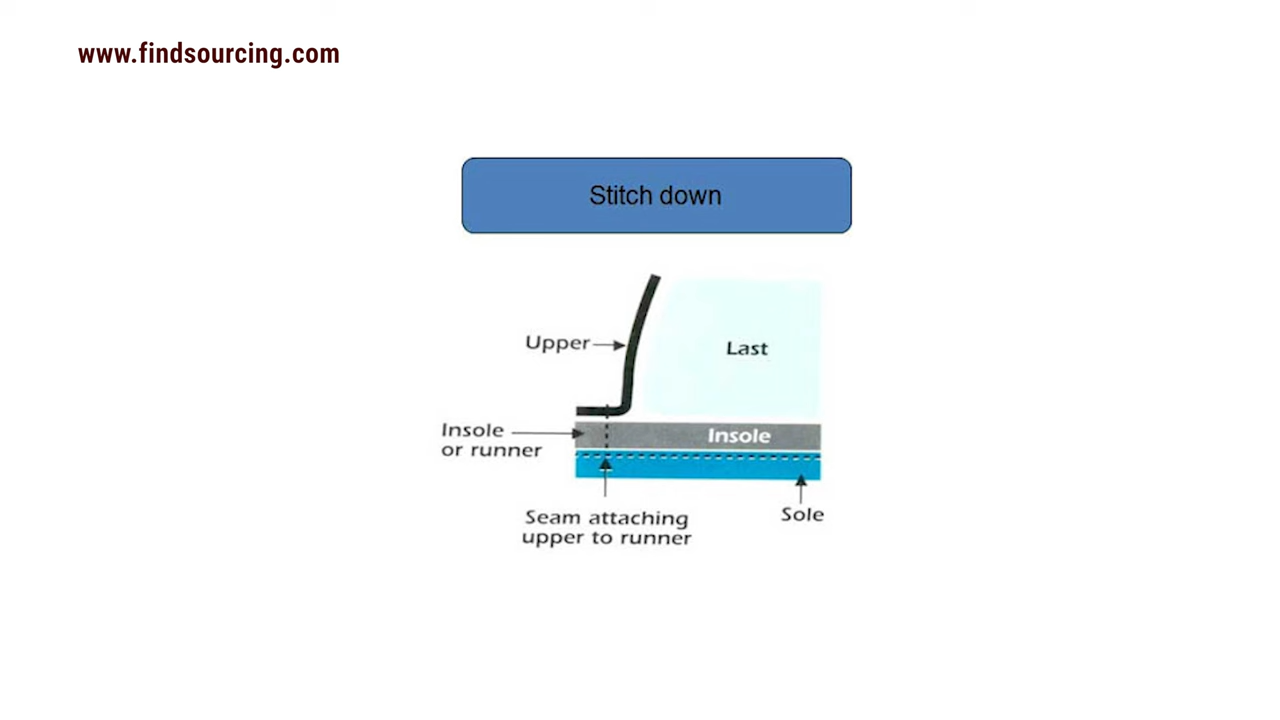 www.findsourcing.com
Stitch down
Upper
Last
Insole
or runner
Insole
Seam attaching
upper to runner
Sole